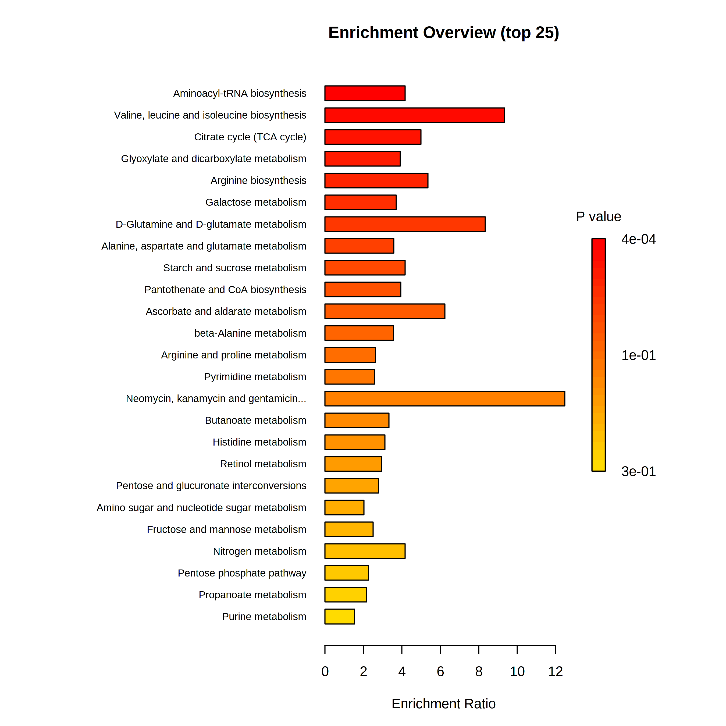 Enrichment Overview (top 25)
Aminoacyl-tRNA biosynthesis
Valine, leucine and isoleucine biosynthesis
Citrate cycle (TCA cycle)
Glyoxylate and dicarboxylate metabolism
Arginine biosynthesis
Galactose metabolism
D-Glutamine and D-glutamate metabolism
Alanine, aspartate and glutamate metabolism
Starch and sucrose metabolism
Pantothenate and CoA biosynthesis
Ascorbate and aldarate metabolism
beta-Alanine metabolism
Arginine and proline metabolism
Pyrimidine metabolism
Neomycin, kanamycin and gentamicin...
Butanoate metabolism
Histidine metabolism
Retinol metabolism
Pentose and glucuronate interconversions
Amino sugar and nucleotide sugar metabolism
Fructose and mannose metabolism
Nitrogen metabolism
Pentose phosphate pathway
Propanoate metabolism
Purine metabolism
0 2 4 6 8 10 12
Enrichment Ratio
P value
4e-04
1e-01
3e-01